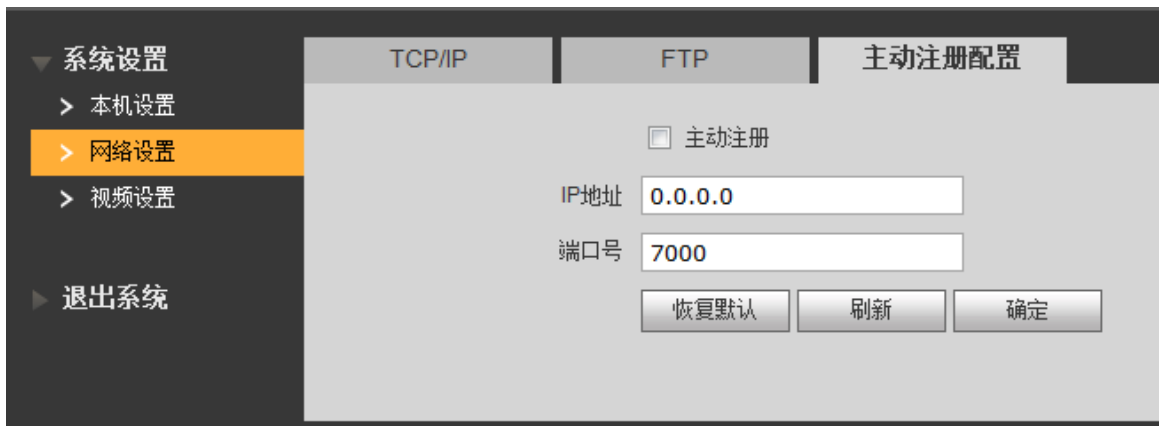 系统设置
本机设置
网络设置
视频设置
退出系统
TCP/IP
FTP
主动注册配置
主动注册
IP地址 0.0.0.0
端口号 7000
恢复默认 刷新 确定